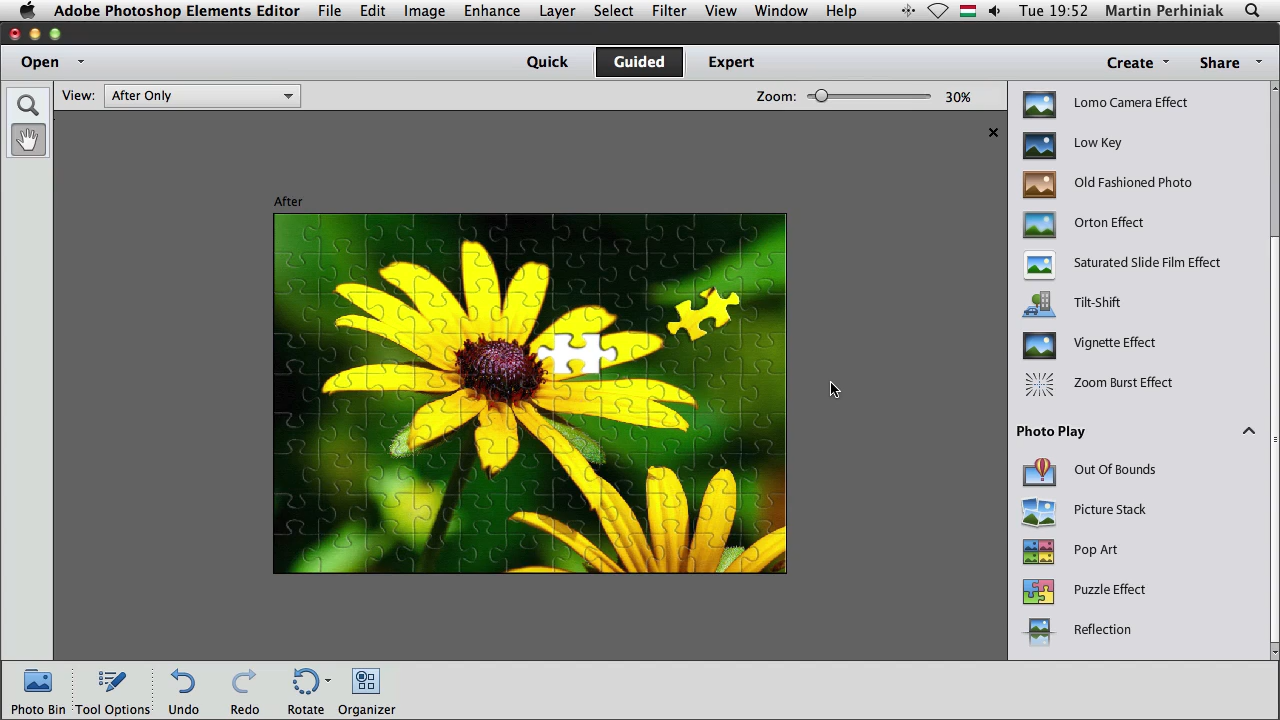 Adobe Photoshop Elements Editor File Edit Image Enhance Layer Select Filter View Window Help Tue 19:52 Martin Perhiniak
Open Quick Guided Expert Create Share
View: After Only Zoom: 30%
After
Lomo Camera Effect
Low Key
Old Fashioned Photo
Orton Effect
Saturated Slide Film Effect
Tilt-Shift
Vignette Effect
Zoom Burst Effect
Photo Play
Out Of Bounds
Picture Stack
Pop Art
Puzzle Effect
Reflection
Photo Bin Tool Options Undo Redo Rotate Organizer